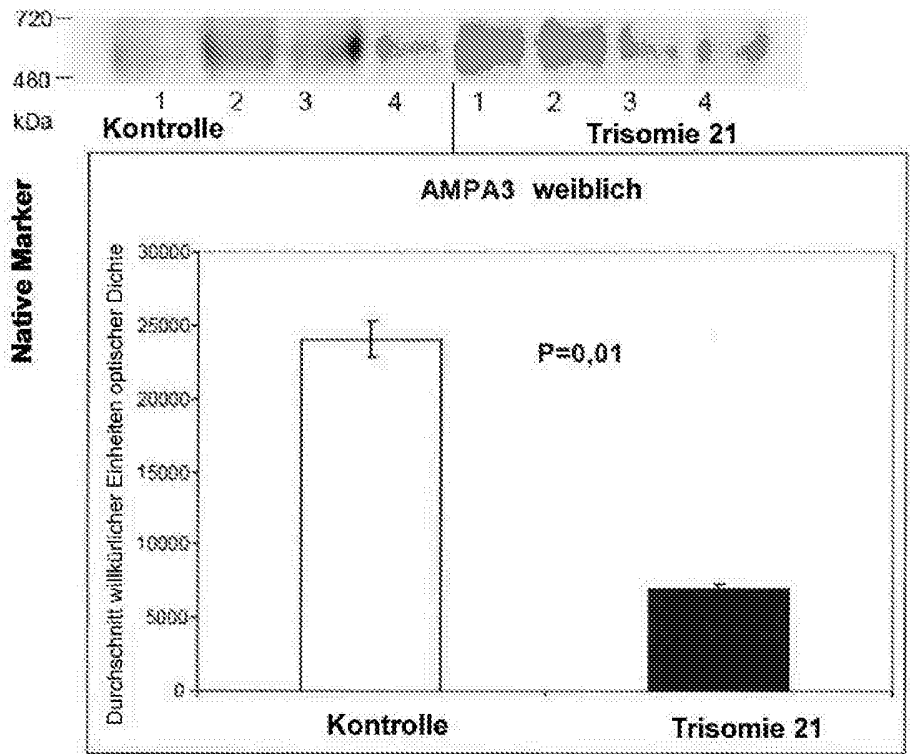 720
460
kDa
1 2 3 4 1 2 3 4
Kontrolle Trisomie 21
Native Marker
AMPA3 weiblich
Durchschnitt willkürlicher Einheiten optischer Dichte
30000
25000
20000
15000
10000
5000
0
P=0,01
Kontrolle Trisomie 21